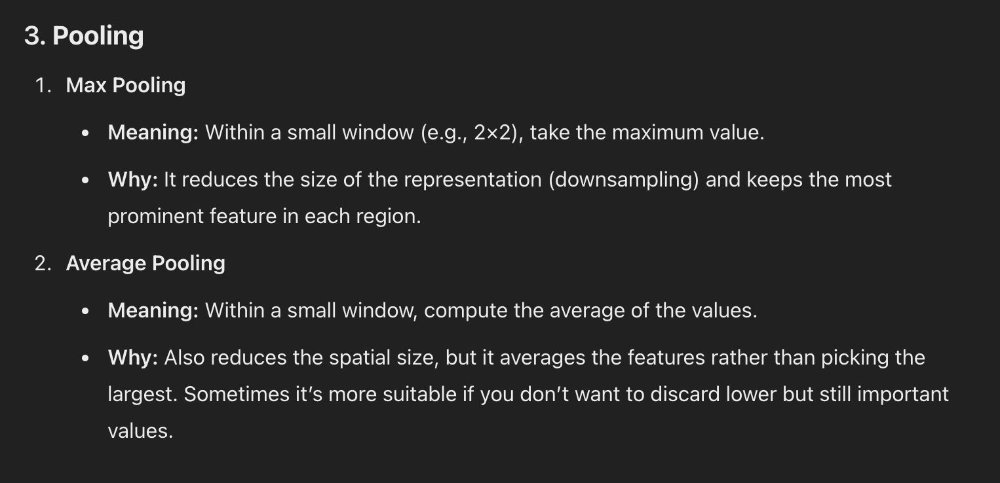 3. Pooling
1. Max Pooling
• Meaning: Within a small window (e.g., 2×2), take the maximum value.
• Why: It reduces the size of the representation (downsampling) and keeps the most
prominent feature in each region.
2. Average Pooling
• Meaning: Within a small window, compute the average of the values.
• Why: Also reduces the spatial size, but it averages the features rather than picking the
largest. Sometimes it’s more suitable if you don’t want to discard lower but still important
values.